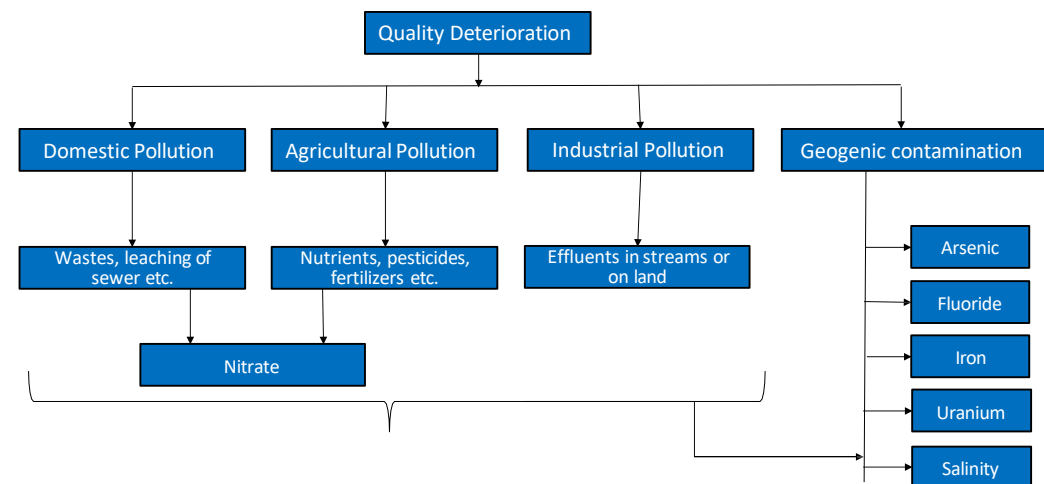 Quality Deterioration
Domestic Pollution
Agricultural Pollution
Industrial Pollution
Geogenic contamination
Wastes, leaching of
sewer etc.
Nutrients, pesticides,
fertilizers etc.
Effluents in streams or
on land
Arsenic
Fluoride
Nitrate
Iron
Uranium
Salinity